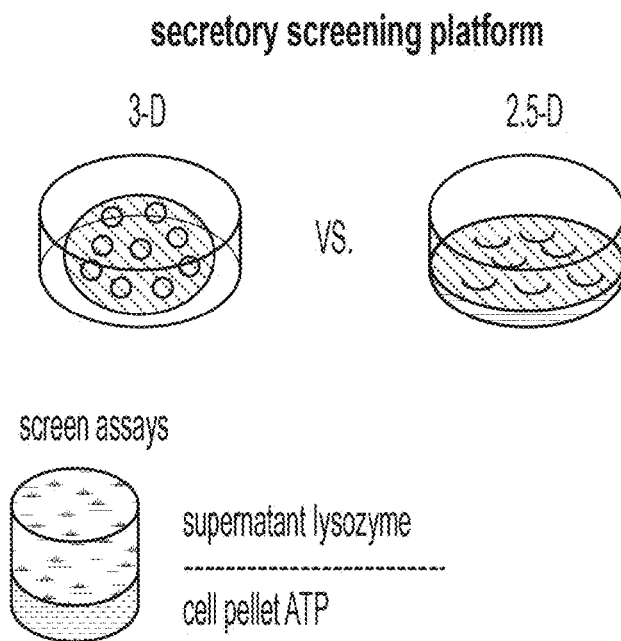 secretory screening platform
3-D
VS.
2.5-D
screen assays
supernatant lysozyme
cell pellet ATP